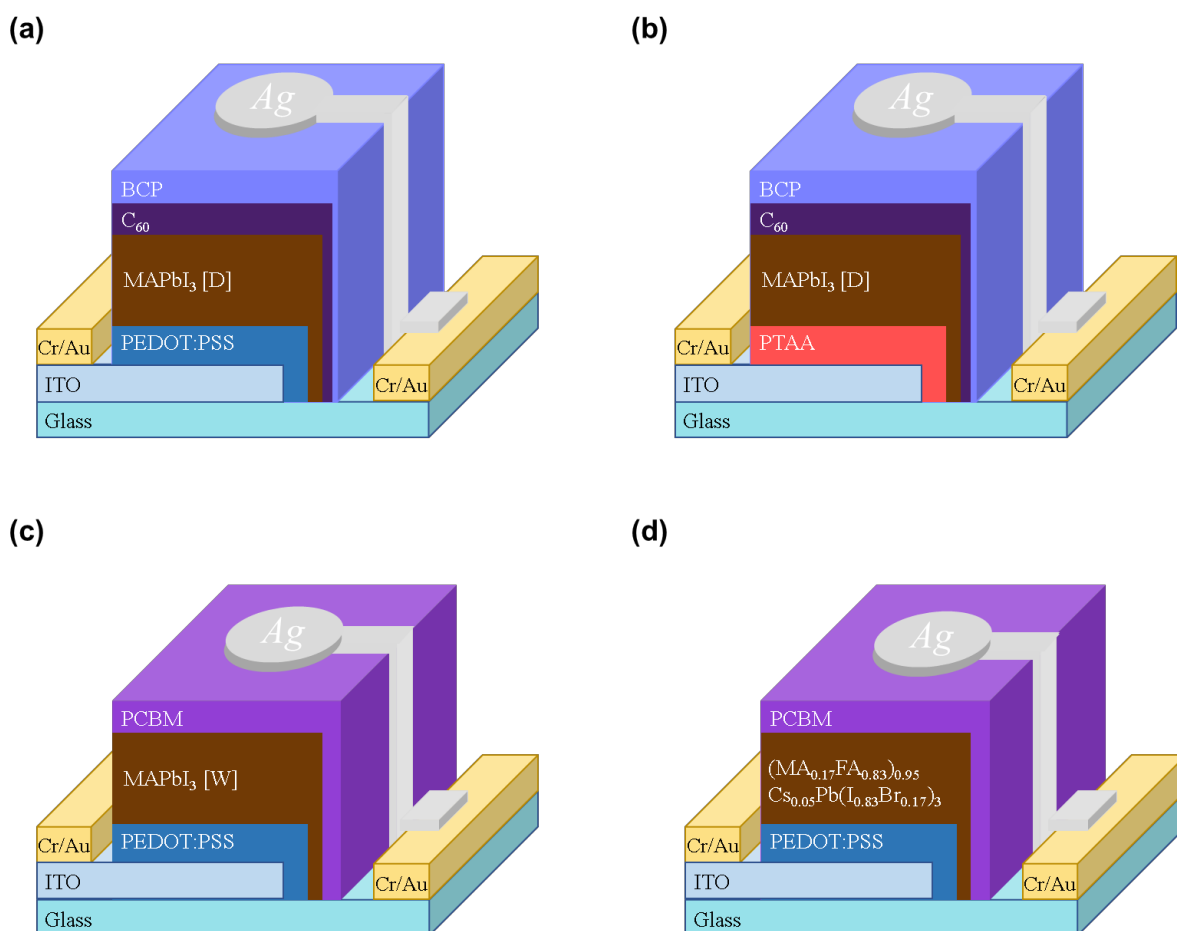 (a)
Ag
BCP
C₆₀
MAPbI₃ [D]
PEDOT:PSS
Cr/Au
ITO
Cr/Au
Glass
(b)
Ag
BCP
C₆₀
MAPbI₃ [D]
PTAA
Cr/Au
ITO
Cr/Au
Glass
(c)
Ag
PCBM
MAPbI₃ [W]
PEDOT:PSS
Cr/Au
ITO
Cr/Au
Glass
(d)
Ag
PCBM
(MA₀.₁₇FA₀.₈₃)₀.₉₅
Cs₀.₀₅Pb(I₀.₈₃Br₀.₁₇)₃
PEDOT:PSS
Cr/Au
ITO
Cr/Au
Glass